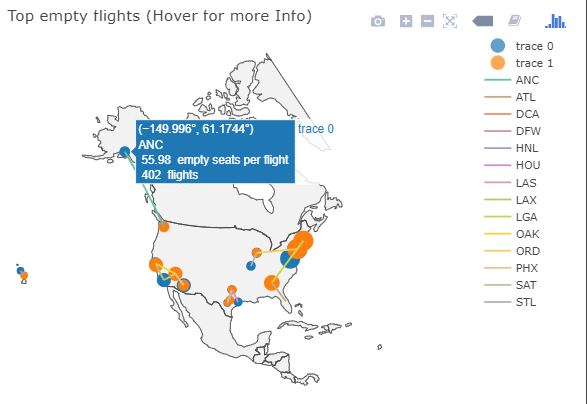 Top empty flights (Hover for more Info)
trace 0
trace 1
ANC
ATL
DCA
DFW
HNL
HOU
LAS
LAX
LGA
OAK
ORD
PHX
SAT
STL
(−149.996°, 61.1744°)
ANC
55.98 empty seats per flight
402 flights
trace 0